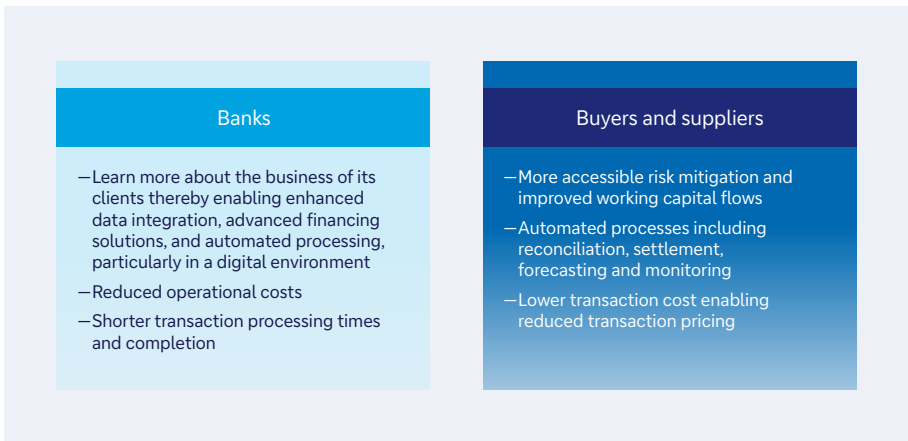 Banks
—Learn more about the business of its
clients thereby enabling enhanced
data integration, advanced financing
solutions, and automated processing,
particularly in a digital environment
—Reduced operational costs
—Shorter transaction processing times
and completion
Buyers and suppliers
—More accessible risk mitigation and
improved working capital flows
—Automated processes including
reconciliation, settlement,
forecasting and monitoring
—Lower transaction cost enabling
reduced transaction pricing